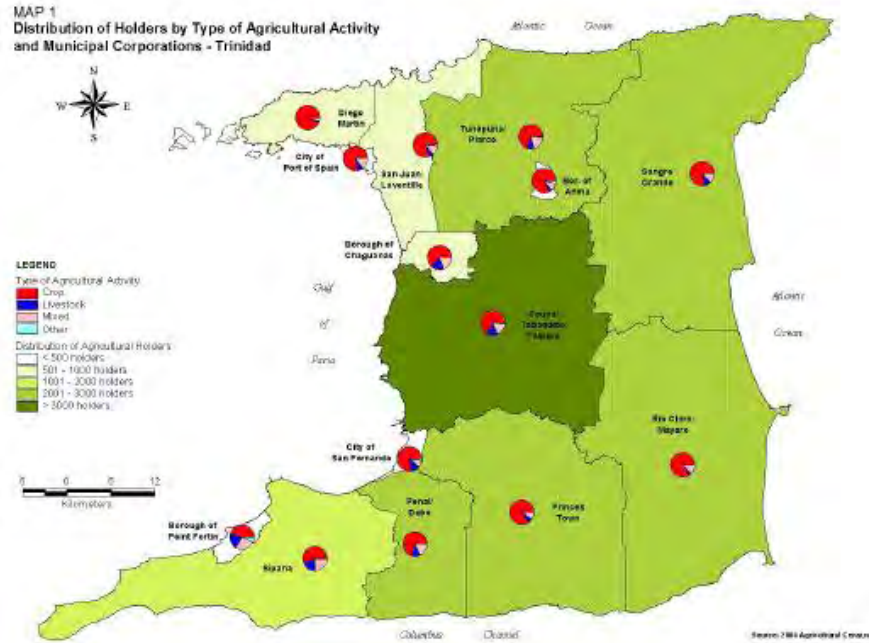 MAP 1
Distribution of Holders by Type of Agricultural Activity
and Municipal Corporations - Trinidad
Atlantic Ocean
N
W E
S
Diego
Martin
City of
Port of Spain
San Juan
Laventille
Tunapuna/
Piarco
Bor. of
Arima
Sangre
Grande
Borough of
Chaguanas
LEGEND
Type of Agricultural Activity
Crop
Livestock
Mixed
Other
Distribution of Agricultural Holders
< 500 holders
501 - 1000 holders
1001 - 2000 holders
2001 - 3000 holders
> 3000 holders
Gulf
of
Paria
Atlantic
Ocean
Couva/
Tabaquite/
Talparo
Rio Claro/
Mayaro
City of
San Fernando
6 0 6 12
Kilometers
Penal/
Debe
Princes
Town
Borough of
Point Fortin
Siparia
Columbus Channel
Source: Agricultural Census